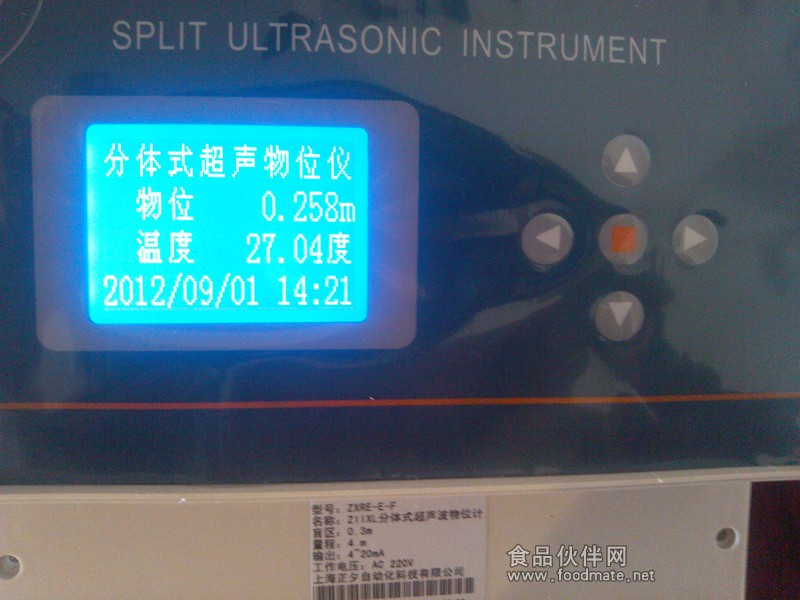 SPLIT ULTRASONIC INSTRUMENT
分体式超声物位仪
物位 0.258m
温度 27.04度
2012/09/01 14:21
型号: ZXRE-E-F
名称: ZIIXL分体式超声波物位计
盲区: 0.3m
量程: 4 m
输出: 4~20mA
工作电压: AC 220V
上海正夕自动化科技有限公司
食品伙伴网
www.foodmate.net